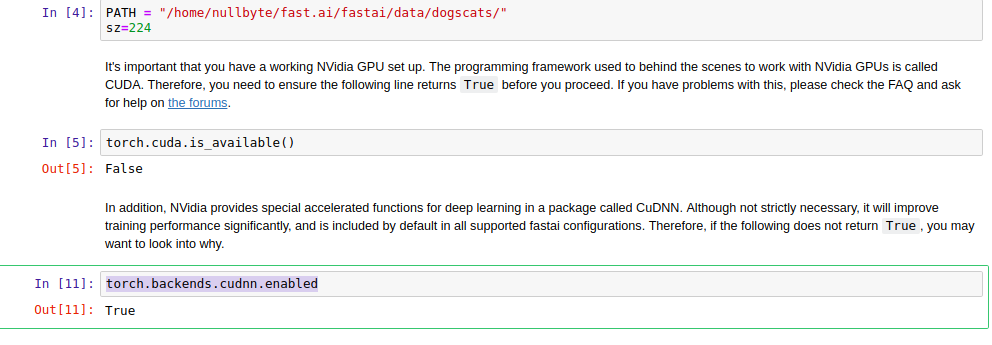 In [4]: PATH = "/home/nullbyte/fast.ai/fastai/data/dogscats/"
sz=224
It's important that you have a working NVidia GPU set up. The programming framework used to behind the scenes to work with NVidia GPUs is called
CUDA. Therefore, you need to ensure the following line returns True before you proceed. If you have problems with this, please check the FAQ and ask
for help on the forums.
In [5]: torch.cuda.is_available()
Out[5]: False
In addition, NVidia provides special accelerated functions for deep learning in a package called CuDNN. Although not strictly necessary, it will improve
training performance significantly, and is included by default in all supported fastai configurations. Therefore, if the following does not return True , you may
want to look into why.
In [11]: torch.backends.cudnn.enabled
Out[11]: True